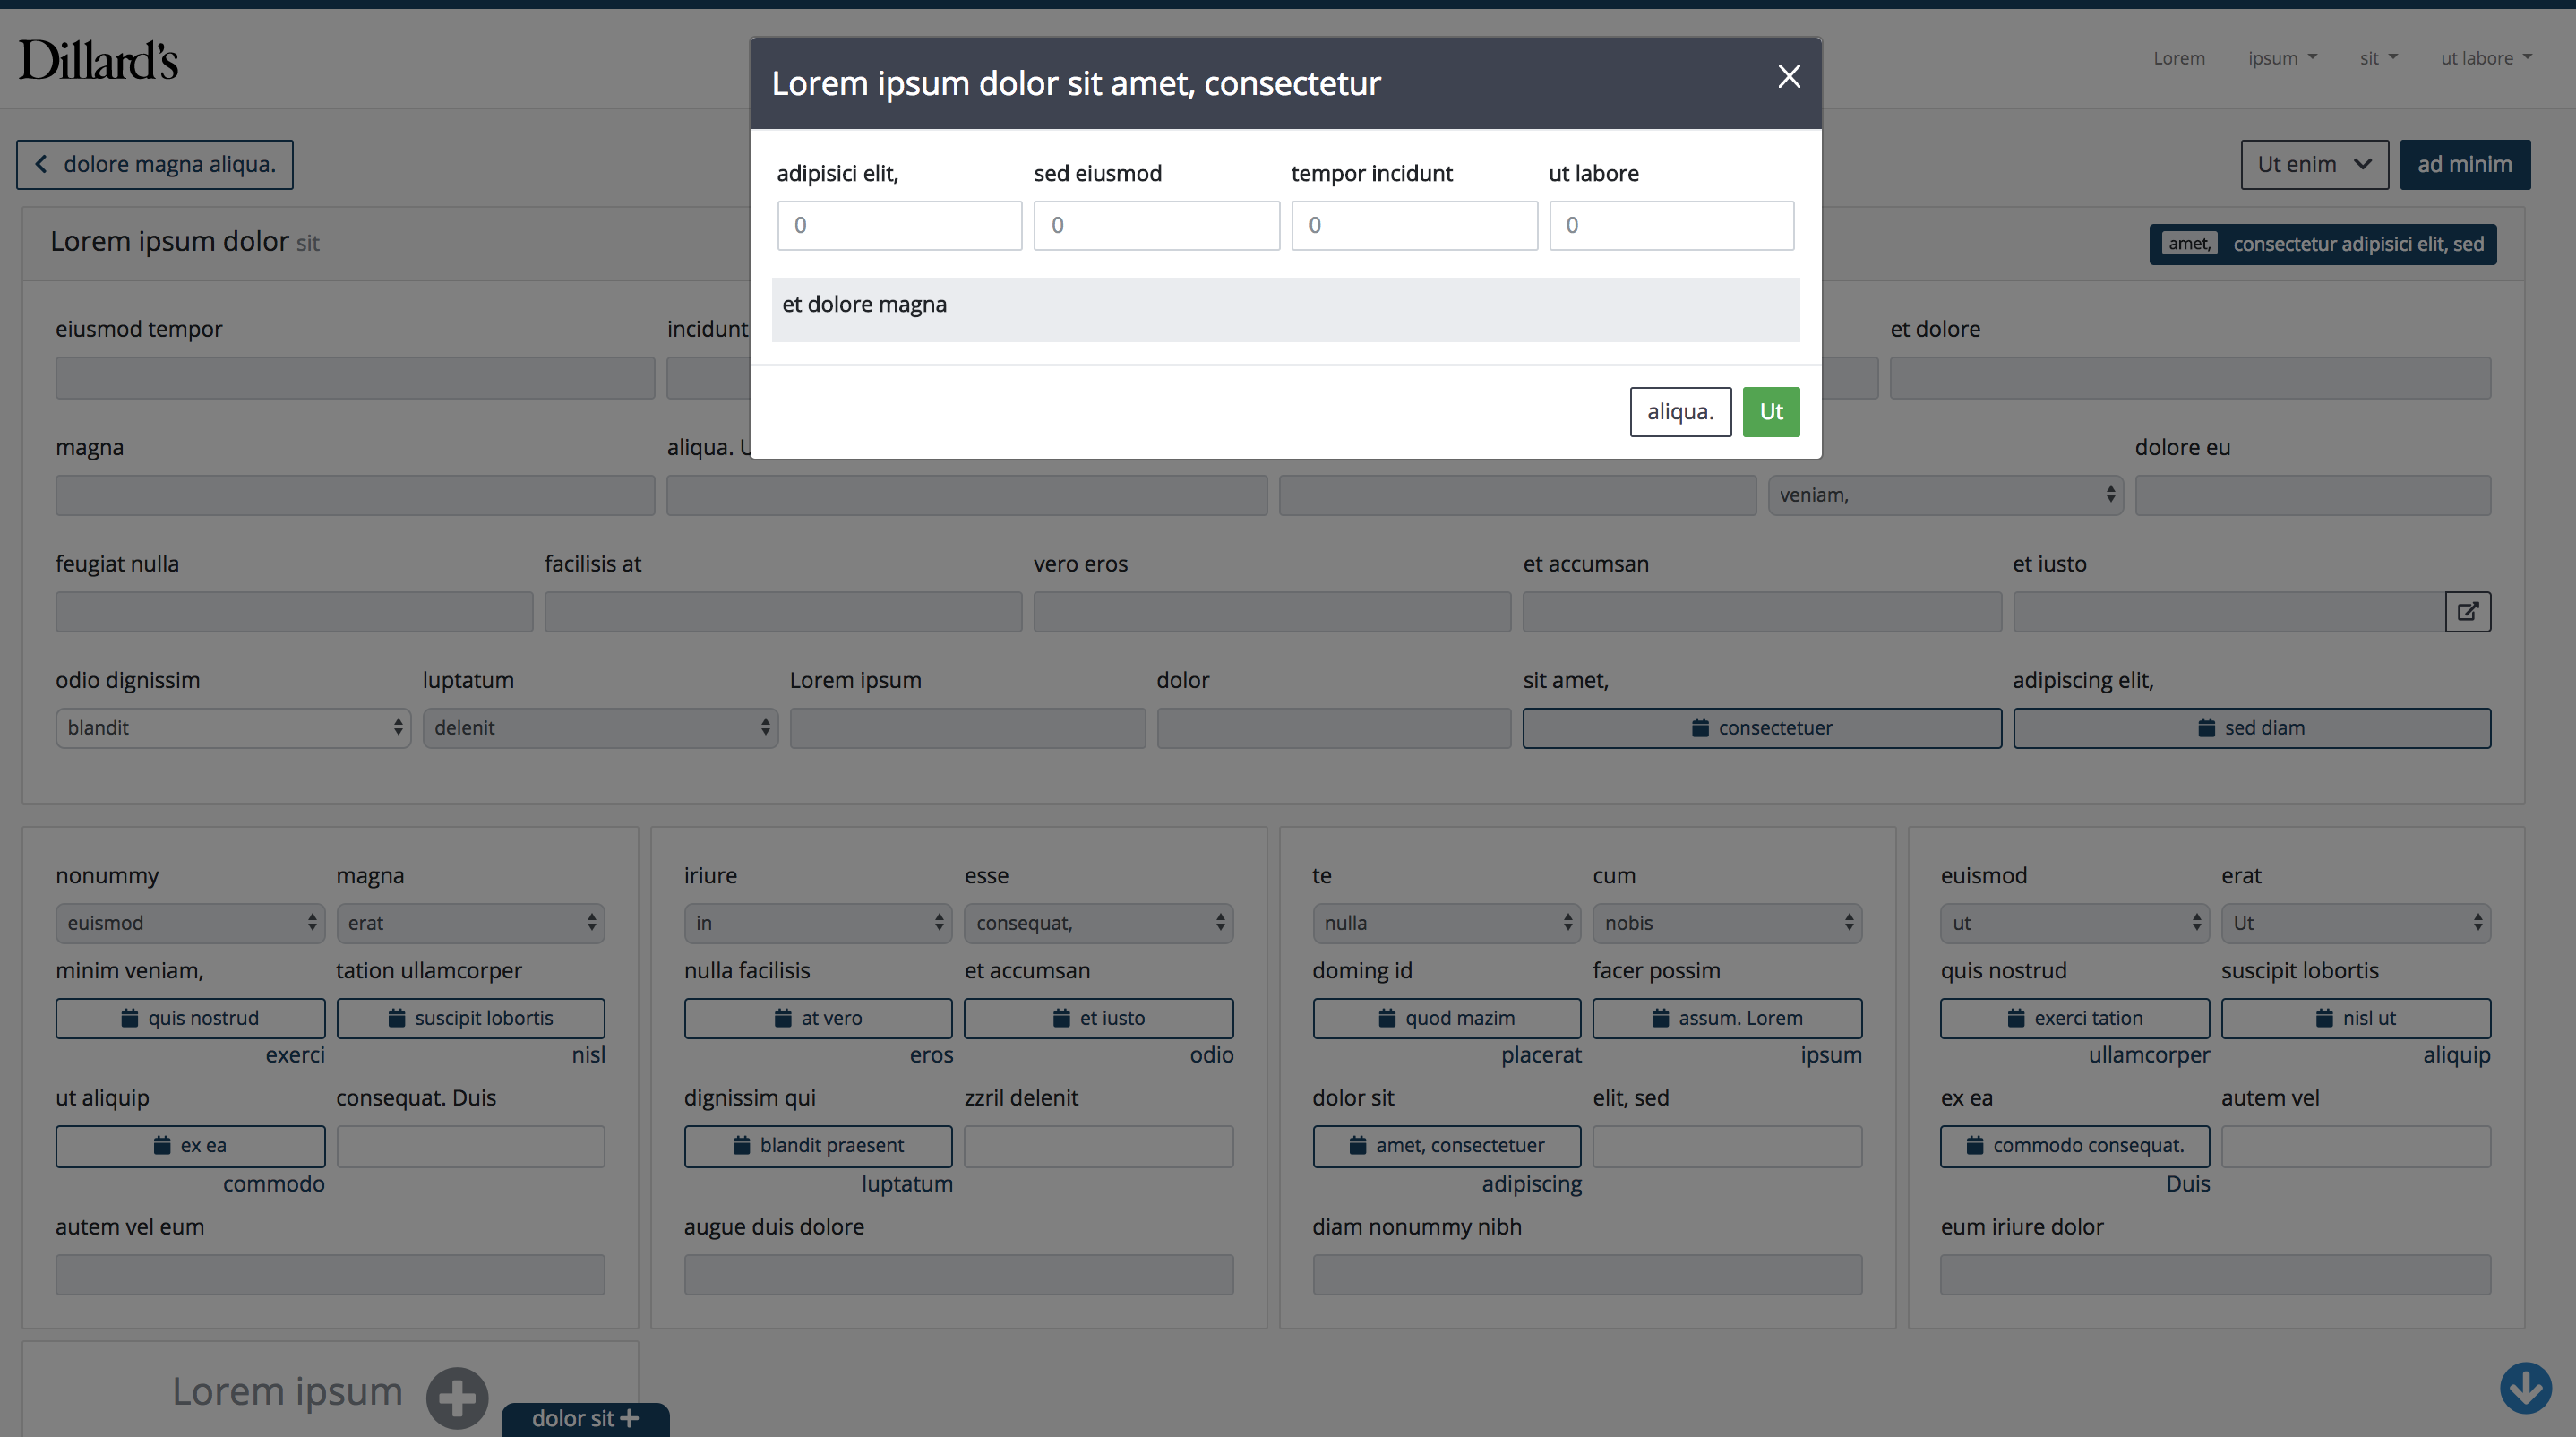 Dillard's
Lorem ipsum sit ut labore
Lorem ipsum dolor sit amet, consectetur
adipisici elit, sed eiusmod tempor incidunt ut labore
0 0 0 0
et dolore magna
aliqua. Ut
dolore magna aliqua. Ut enim ad minim
Lorem ipsum dolor sit amet, consectetur adipisici elit, sed
eiusmod tempor incidunt et dolore
magna aliqua. U dolore eu
veniam,
feugiat nulla facilisis at vero eros et accumsan et iusto
odio dignissim luptatum Lorem ipsum dolor sit amet, adipiscing elit,
blandit delenit consectetuer sed diam
nonummy magna iriure esse te cum euismod erat
euismod erat in consequat, nulla nobis ut Ut
minim veniam, tation ullamcorper nulla facilisis et accumsan doming id facer possim quis nostrud suscipit lobortis
quis nostrud suscipit lobortis at vero et iusto quod mazim assum. Lorem exerci tation nisl ut
exerci nisl eros odio placerat ipsum ullamcorper aliquip
ut aliquip consequat. Duis dignissim qui zzril delenit dolor sit elit, sed ex ea autem vel
ex ea blandit praesent amet, consectetuer commodo consequat.
commodo luptatum adipiscing Duis
autem vel eum augue duis dolore diam nonummy nibh eum iriure dolor
Lorem ipsum
dolor sit